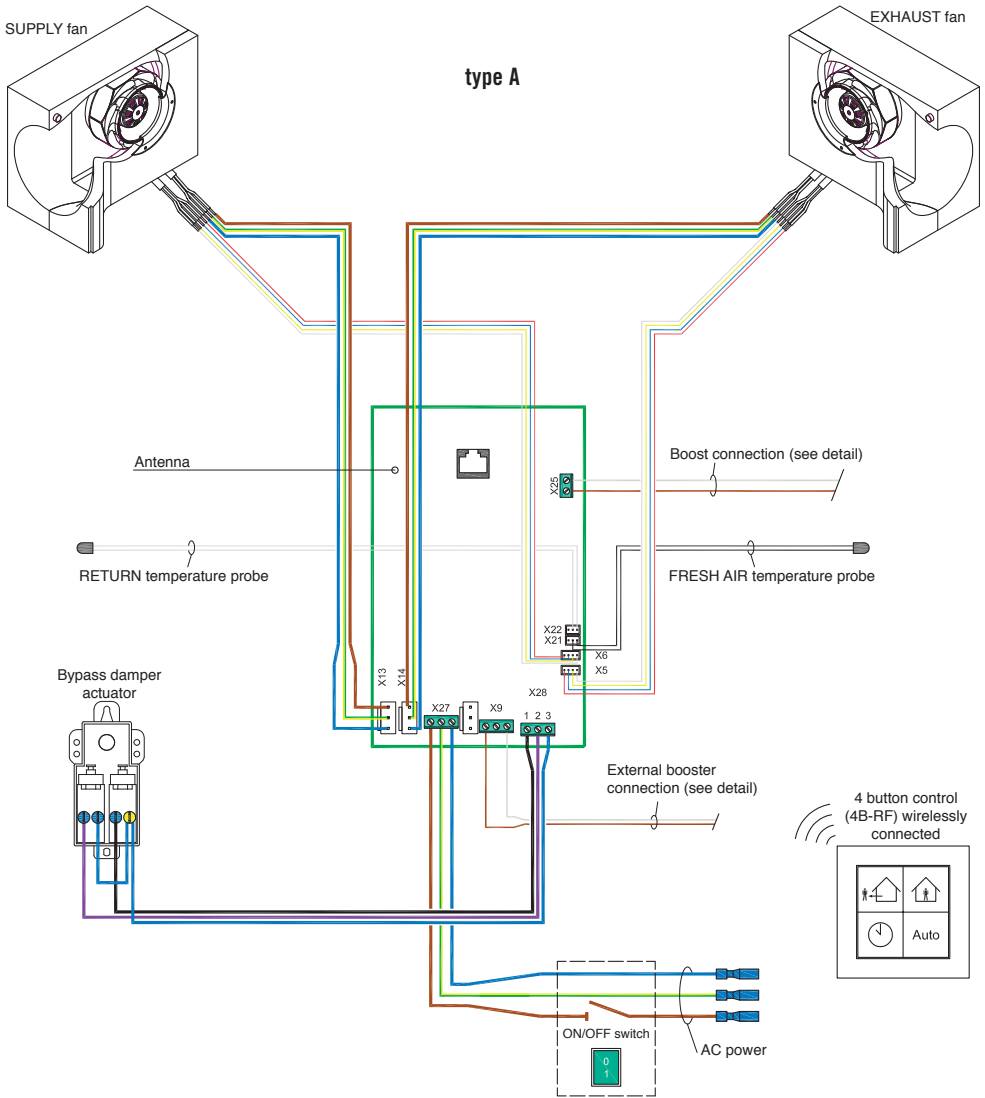 SUPPLY fan
EXHAUST fan
type A
Antenna
Boost connection (see detail)
X25
RETURN temperature probe
FRESH AIR temperature probe
X22
X21
X6
X5
X28
X13
X14
X27
X9
1 2 3
Bypass damper
actuator
External booster
connection (see detail)
4 button control
(4B-RF) wirelessly
connected
Auto
ON/OFF switch
0
1
AC power